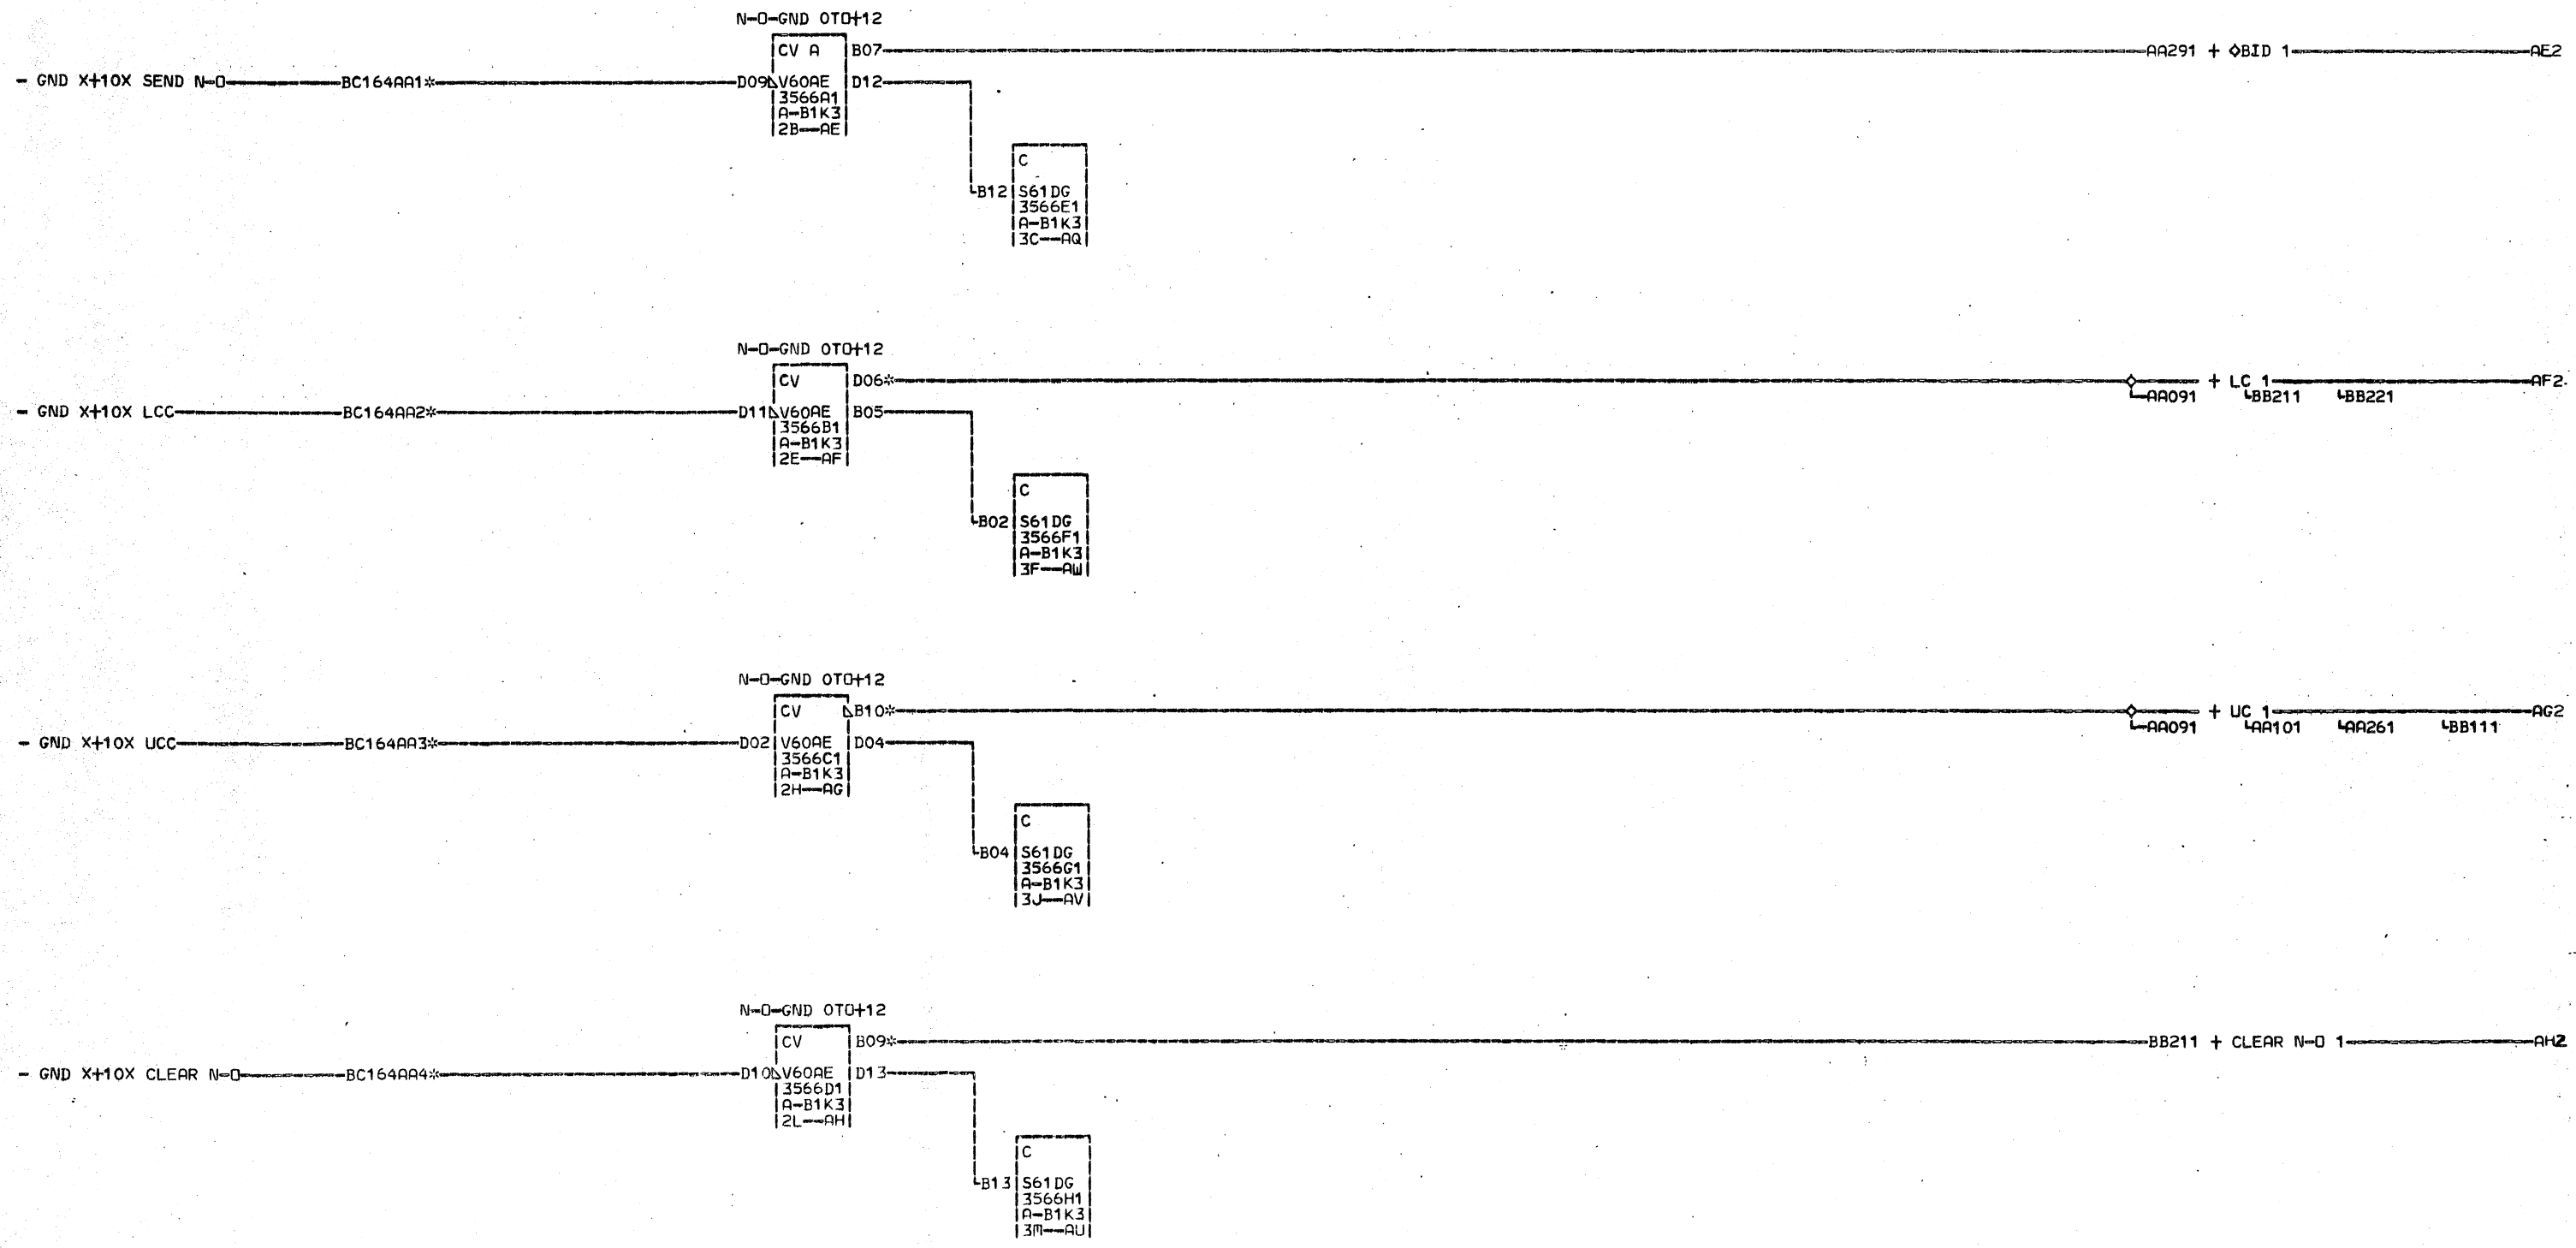 N-O-GND OTO+12
CV A B07 AA291 + ◇BID 1 AE2
- GND X+10X SEND N-O BC164AA1* D09 V60AE D12
3566A1
A-B1K3
2B--AE
C
B12 S61DG
3566E1
A-B1K3
3C--AQ
N-O-GND OTO+12
CV D06* + LC 1 AF2
AA091 BB211 BB221
- GND X+10X LCC BC164AA2* D11 V60AE B05
3566B1
A-B1K3
2E--AF
C
B02 S61DG
3566F1
A-B1K3
3F--AW
N-O-GND OTO+12
CV B10* + UC 1 AG2
AA091 AA101 AA261 BB111
- GND X+10X UCC BC164AA3* D02 V60AE D04
3566C1
A-B1K3
2H--AG
C
B04 S61DG
3566G1
A-B1K3
3J--AV
N-O-GND OTO+12
CV B09* BB211 + CLEAR N-O 1 AH2
- GND X+10X CLEAR N-O BC164AA4* D10 V60AE D13
3566D1
A-B1K3
2L--AH
C
B13 S61DG
3566H1
A-B1K3
3M--AU